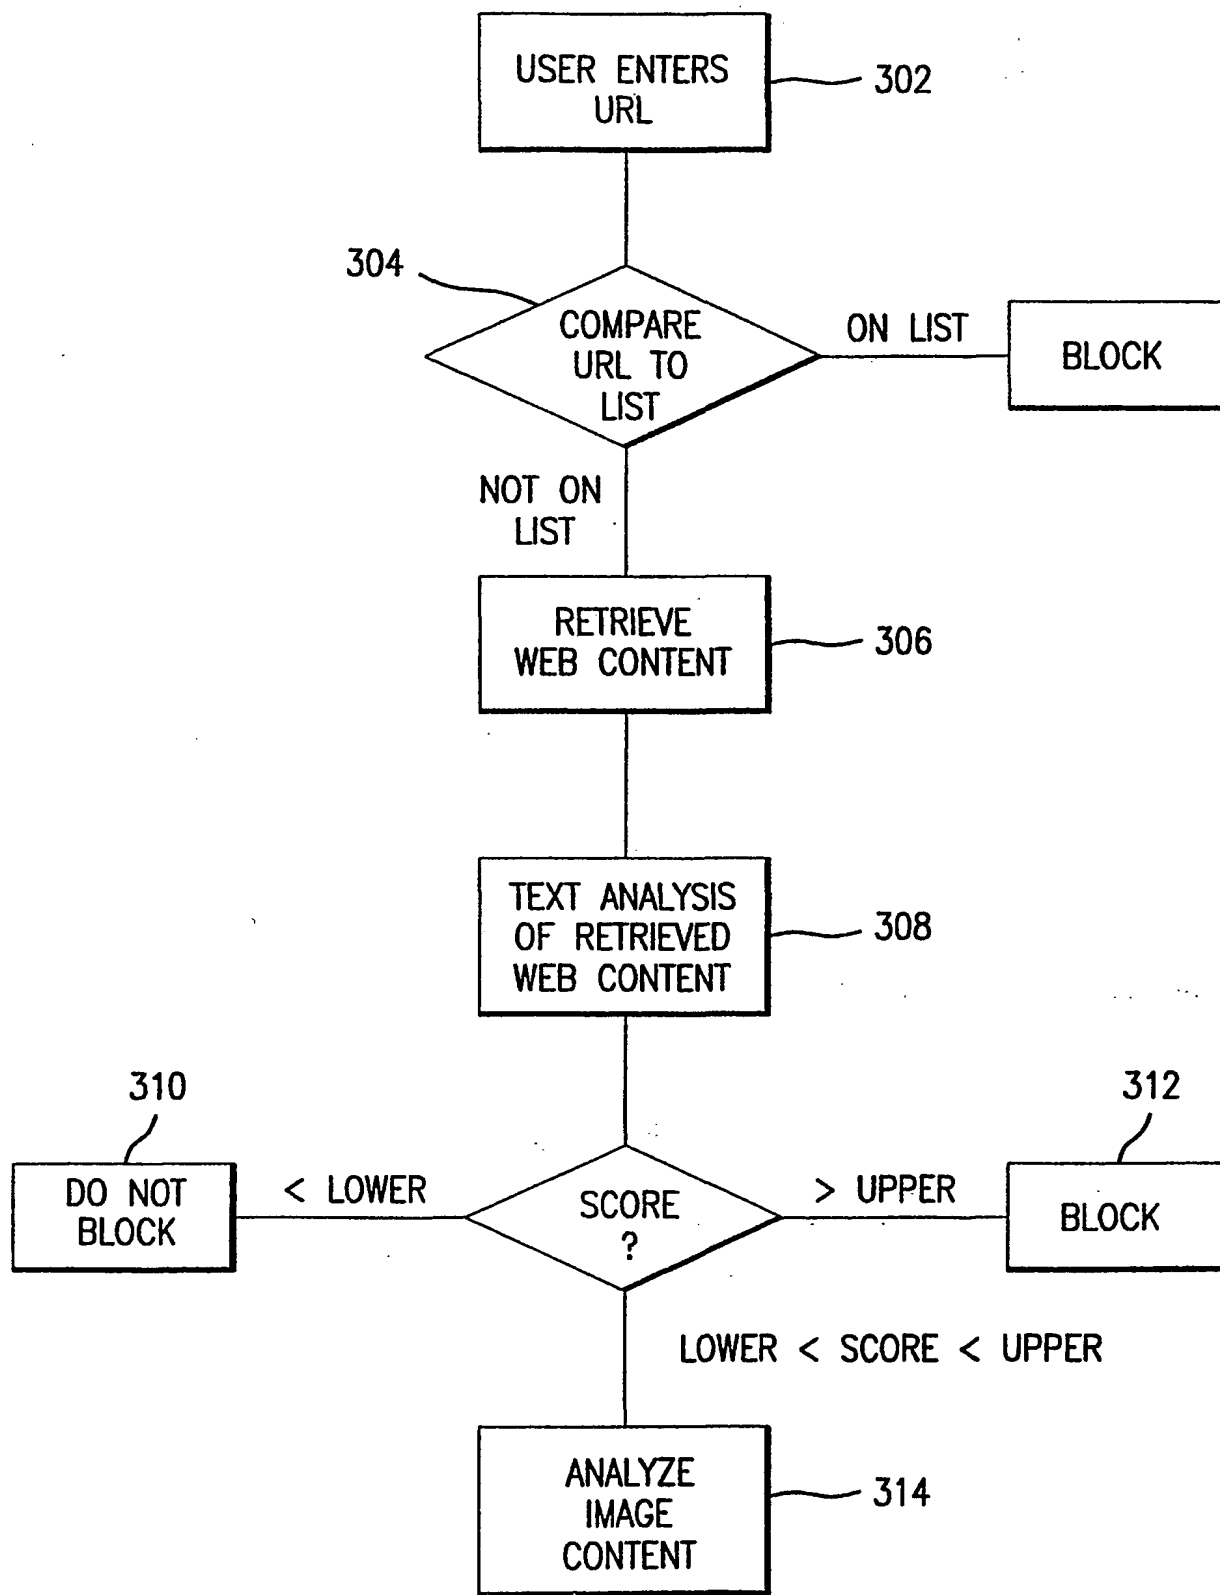 USER ENTERS
URL
302
304
COMPARE
URL TO
LIST
ON LIST
BLOCK
NOT ON
LIST
RETRIEVE
WEB CONTENT
306
TEXT ANALYSIS
OF RETRIEVED
WEB CONTENT
308
310
312
DO NOT
BLOCK
< LOWER
SCORE
?
> UPPER
BLOCK
LOWER < SCORE < UPPER
ANALYZE
IMAGE
CONTENT
314